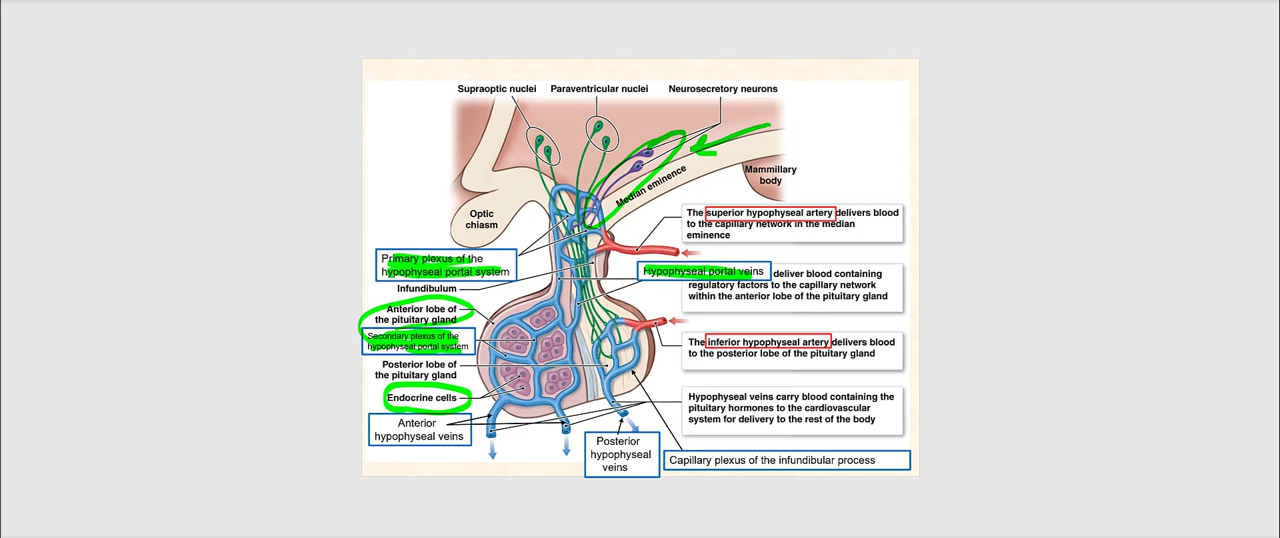 Supraoptic nuclei
Paraventricular nuclei
Neurosecretory neurons
Median eminence
Mammillary
body
Optic
chiasm
The superior hypophyseal artery delivers blood
to the capillary network in the median
eminence
Primary plexus of the
hypophyseal portal system
Hypophyseal portal veins
deliver blood containing
regulatory factors to the capillary network
within the anterior lobe of the pituitary gland
Infundibulum
Anterior lobe of
the pituitary gland
Secondary plexus of the
hypophyseal portal system
The inferior hypophyseal artery delivers blood
to the posterior lobe of the pituitary gland
Posterior lobe of
the pituitary gland
Endocrine cells
Hypophyseal veins carry blood containing the
pituitary hormones to the cardiovascular
system for delivery to the rest of the body
Anterior
hypophyseal veins
Posterior
hypophyseal
veins
Capillary plexus of the infundibular process